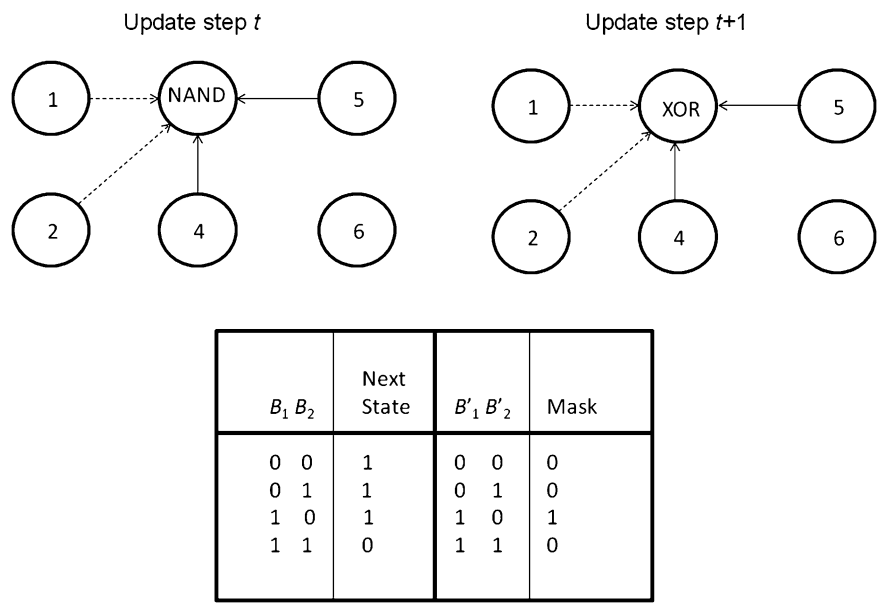 Update step t
Update step t+1
1 NAND 5
1 XOR 5
2 4 6
2 4 6
B1 B2 Next State B'1 B'2 Mask
0 0 1 0 0 0
0 1 1 0 1 0
1 0 1 1 0 1
1 1 0 1 1 0